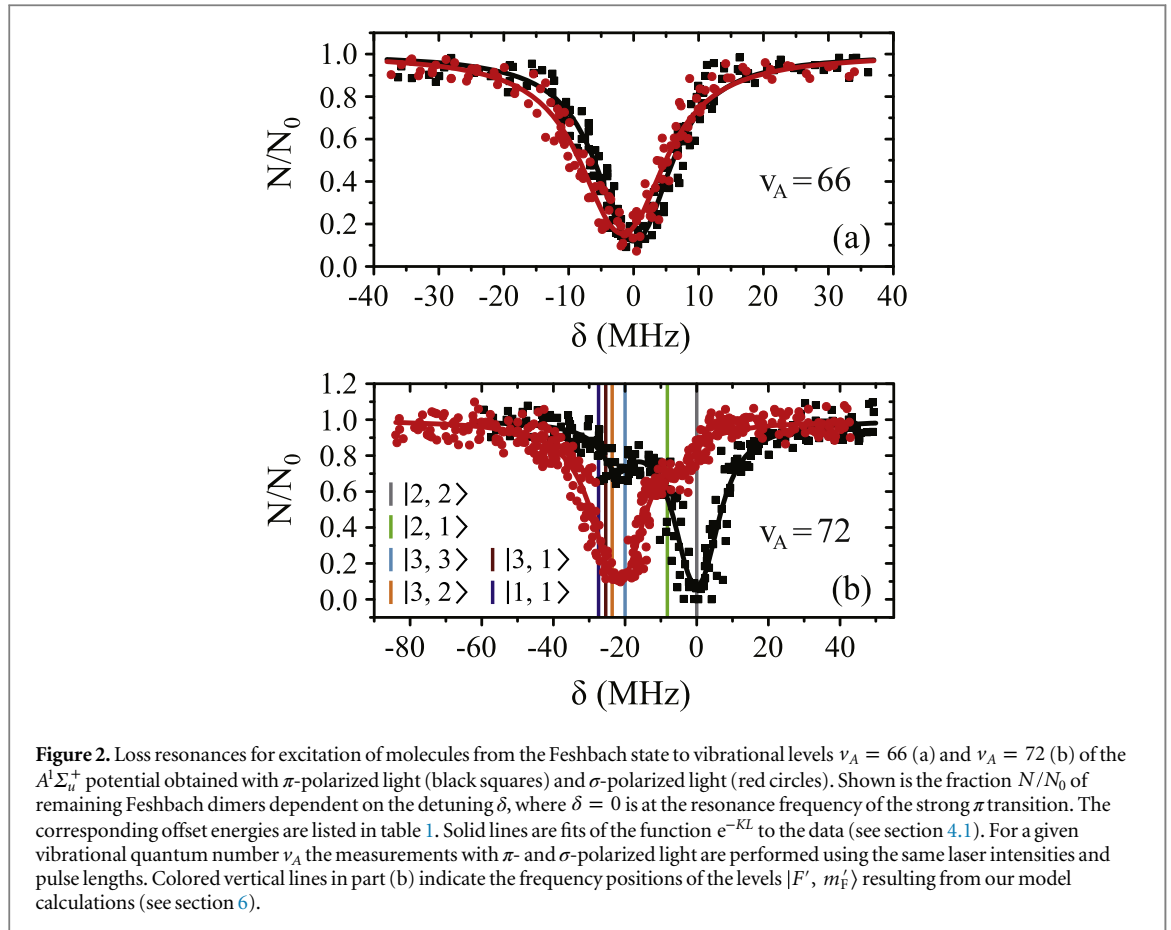 1.0
0.8
0.6
0.4
0.2
0.0
N/N₀
v_A = 66
(a)
-40 -30 -20 -10 0 10 20 30 40
δ (MHz)
1.2
1.0
0.8
0.6
0.4
0.2
0.0
N/N₀
|2, 2⟩
|2, 1⟩
|3, 3⟩ |3, 1⟩
|3, 2⟩ |1, 1⟩
v_A = 72
(b)
-80 -60 -40 -20 0 20 40
δ (MHz)
Figure 2. Loss resonances for excitation of molecules from the Feshbach state to vibrational levels ν_A = 66 (a) and ν_A = 72 (b) of the
A¹Σᵤ⁺ potential obtained with π-polarized light (black squares) and σ-polarized light (red circles). Shown is the fraction N/N₀ of
remaining Feshbach dimers dependent on the detuning δ, where δ = 0 is at the resonance frequency of the strong π transition. The
corresponding offset energies are listed in table 1. Solid lines are fits of the function e^{−KL} to the data (see section 4.1). For a given
vibrational quantum number ν_A the measurements with π- and σ-polarized light are performed using the same laser intensities and
pulse lengths. Colored vertical lines in part (b) indicate the frequency positions of the levels |F′, m′_F⟩ resulting from our model
calculations (see section 6).